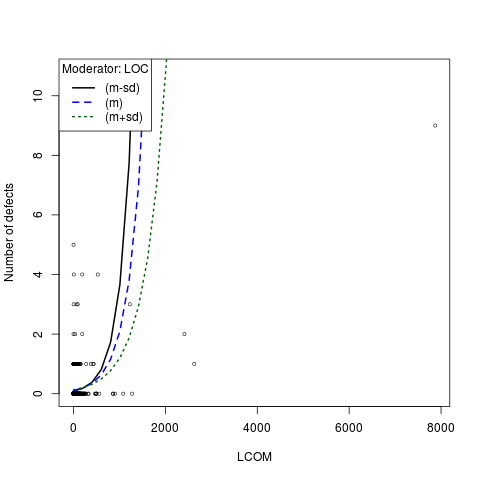 Moderator: LOC
(m-sd)
(m)
(m+sd)
Number of defects
10
8
6
4
2
0
0 2000 4000 6000 8000
LCOM